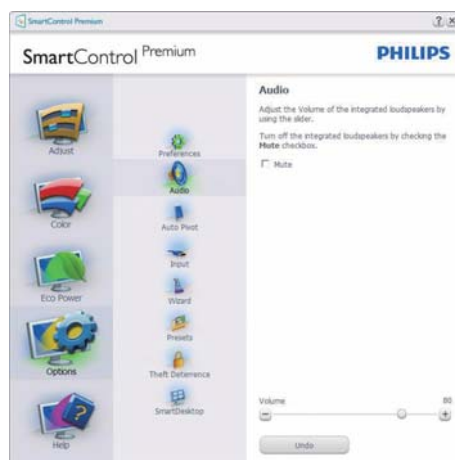 SmartControl Premium
? ×
SmartControl Premium
PHILIPS
Adjust
Color
Eco Power
Options
Help
Preferences
Audio
Auto Pivot
Input
Wizard
Presets
Theft Deterrence
SmartDesktop
Audio
Adjust the Volume of the integrated loudspeakers by
using the slider.
Turn off the integrated loudspeakers by checking the
Mute checkbox.
Mute
Volume 80
Undo